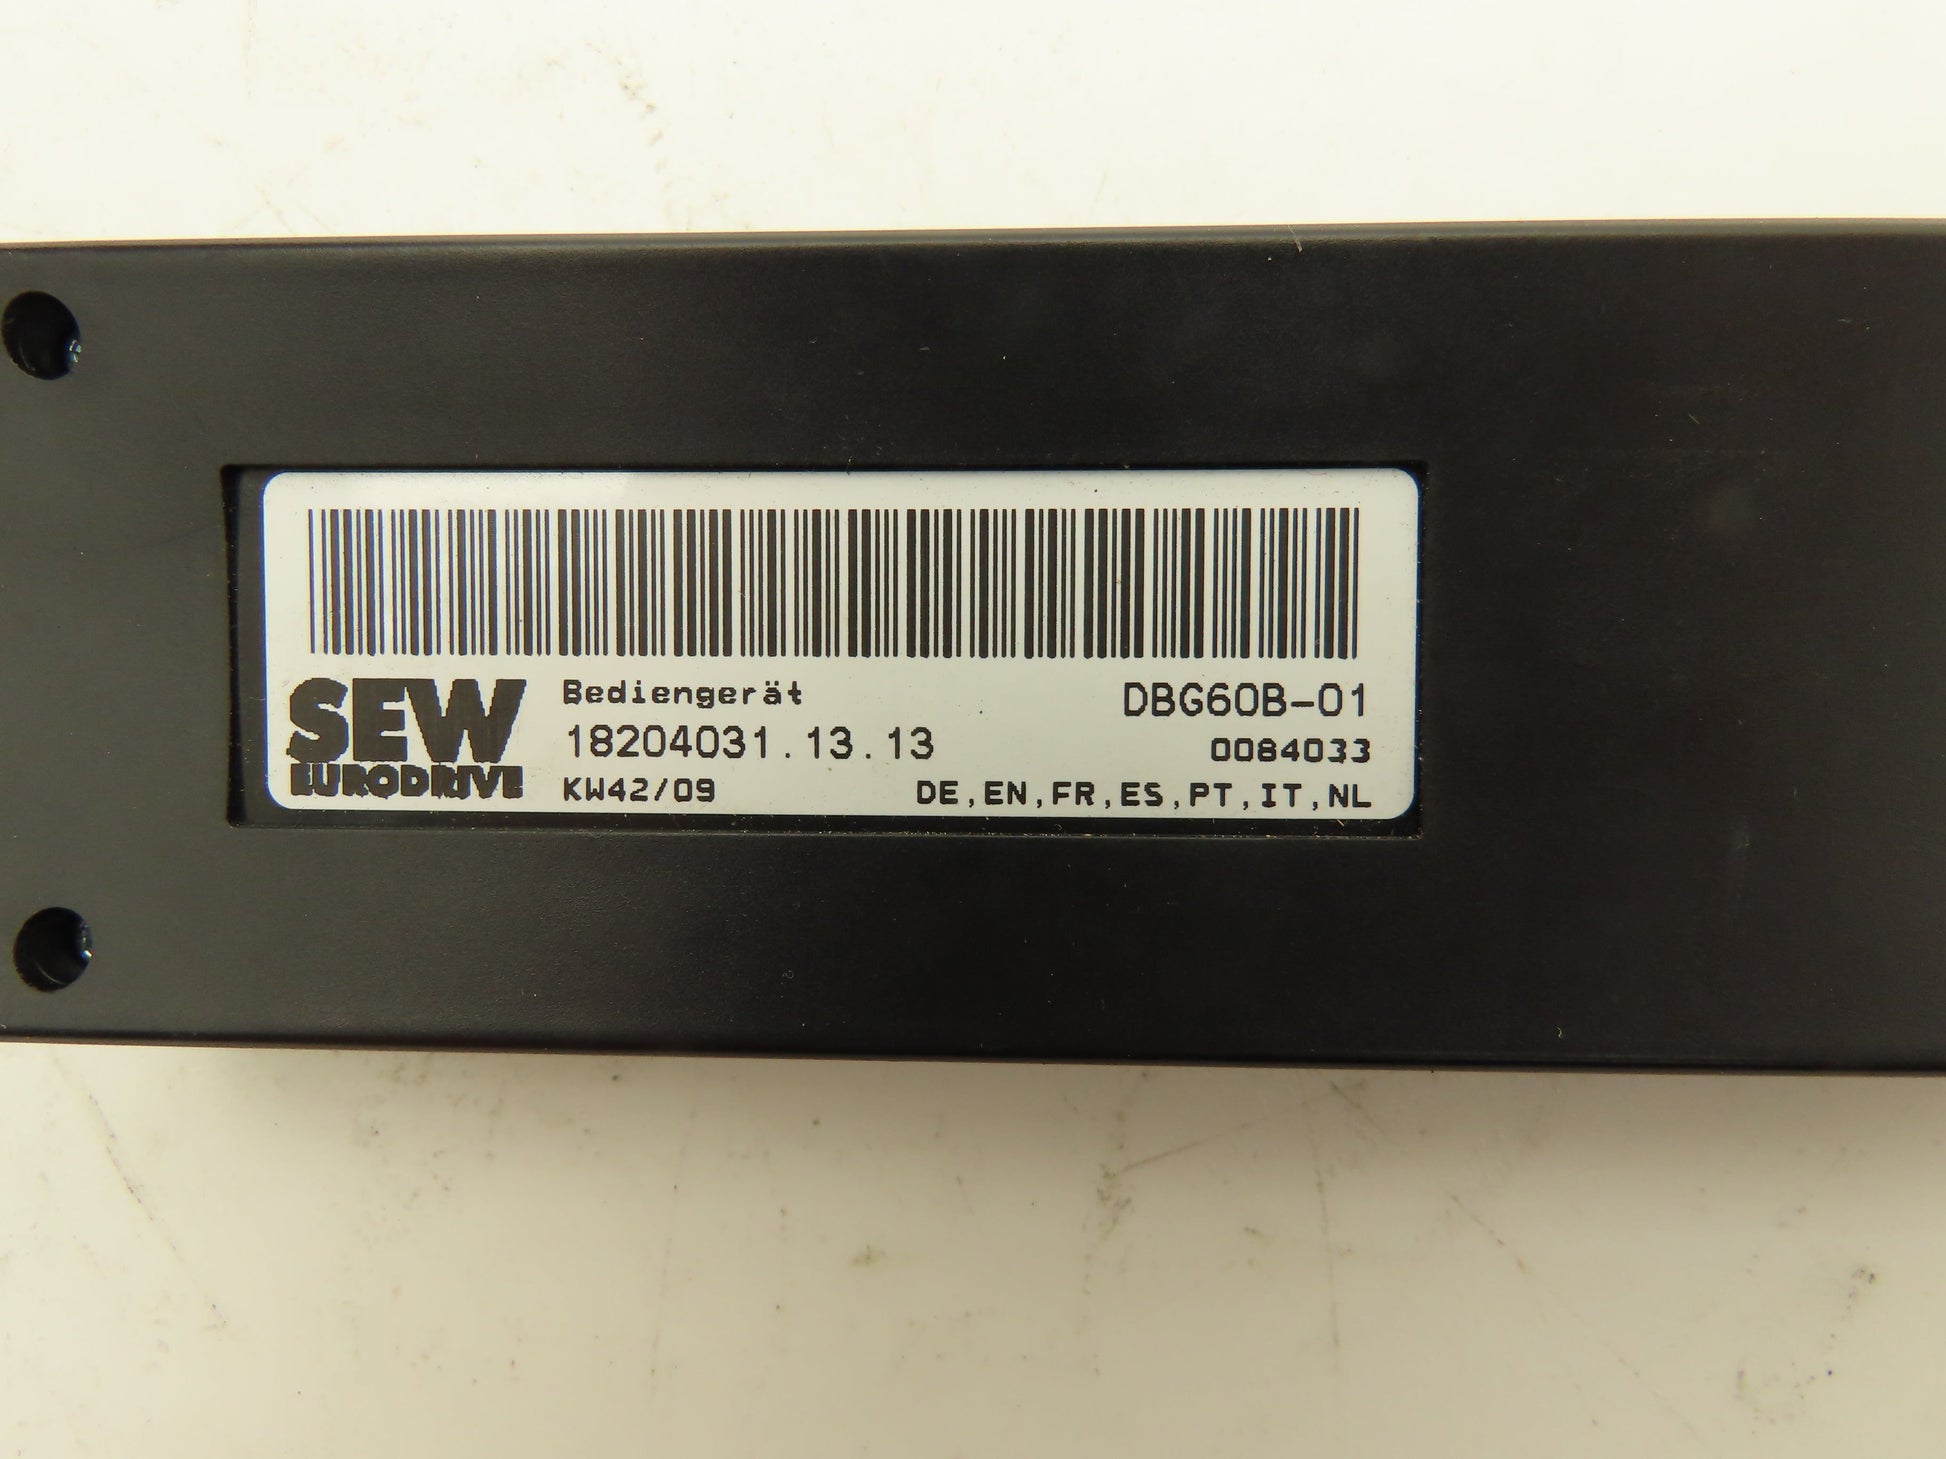 SEW
EURODRIVE
Bediengerät
DBG60B-01
18204031.13.13
0084033
KW42/09
DE,EN,FR,ES,PT,IT,NL